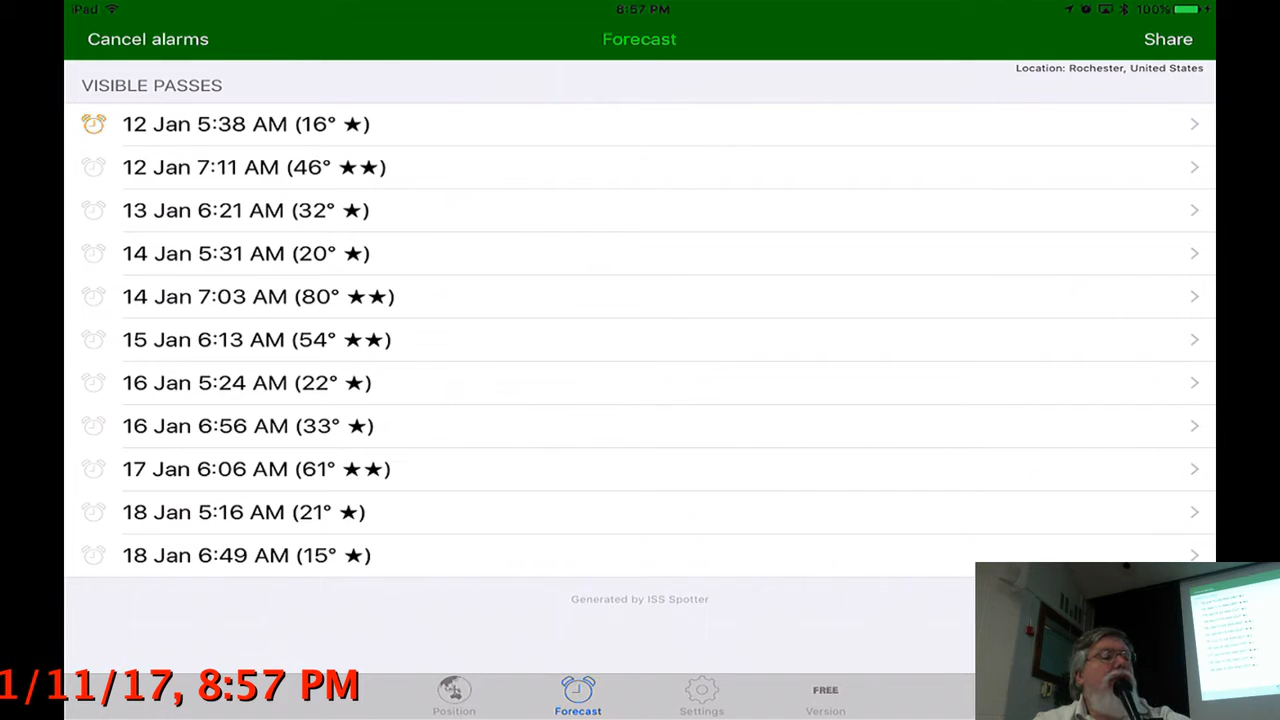 iPad 8:57 PM 100%
Cancel alarms Forecast Share
Location: Rochester, United States
VISIBLE PASSES
12 Jan 5:38 AM (16° ★)
12 Jan 7:11 AM (46° ★★)
13 Jan 6:21 AM (32° ★)
14 Jan 5:31 AM (20° ★)
14 Jan 7:03 AM (80° ★★)
15 Jan 6:13 AM (54° ★★)
16 Jan 5:24 AM (22° ★)
16 Jan 6:56 AM (33° ★)
17 Jan 6:06 AM (61° ★★)
18 Jan 5:16 AM (21° ★)
18 Jan 6:49 AM (15° ★)
Generated by ISS Spotter
1/11/17, 8:57 PM
FREE
Position Forecast Settings Version